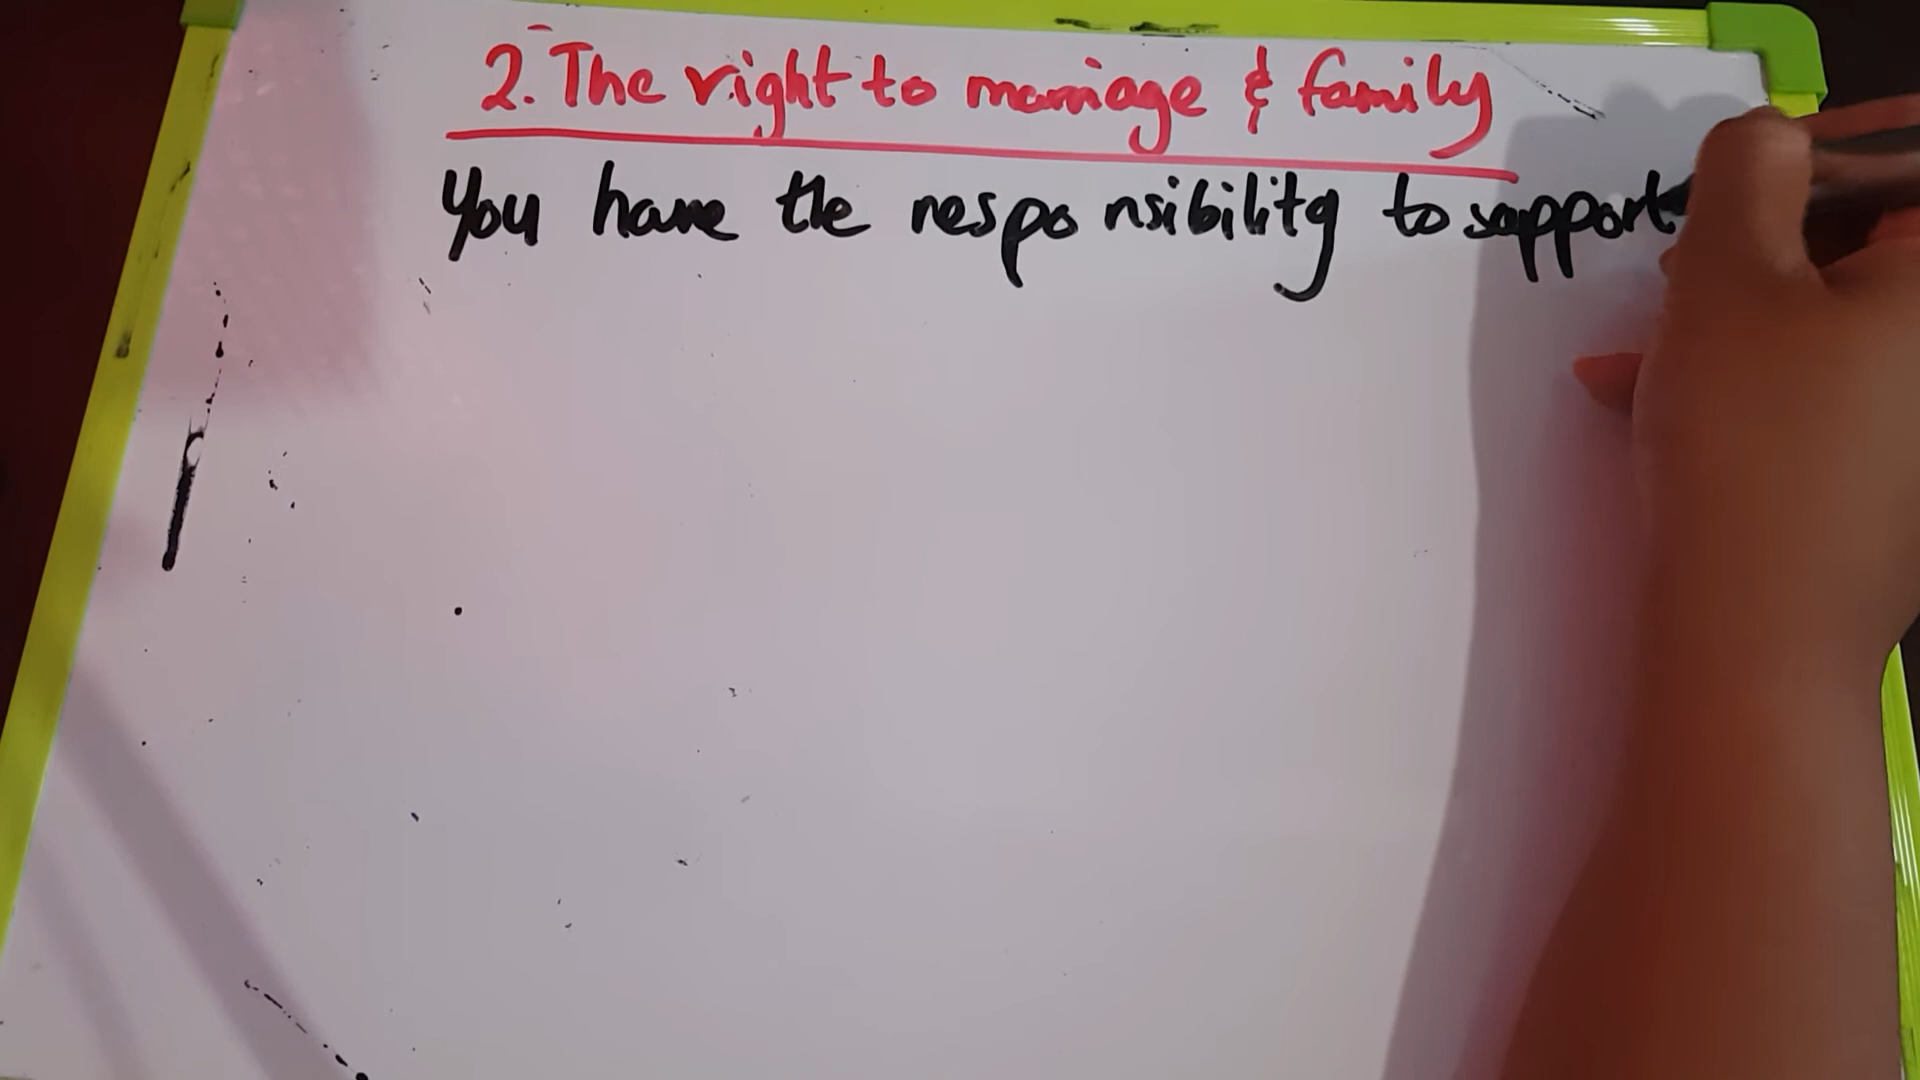 2. The right to marriage & family
You have the responsibility to support